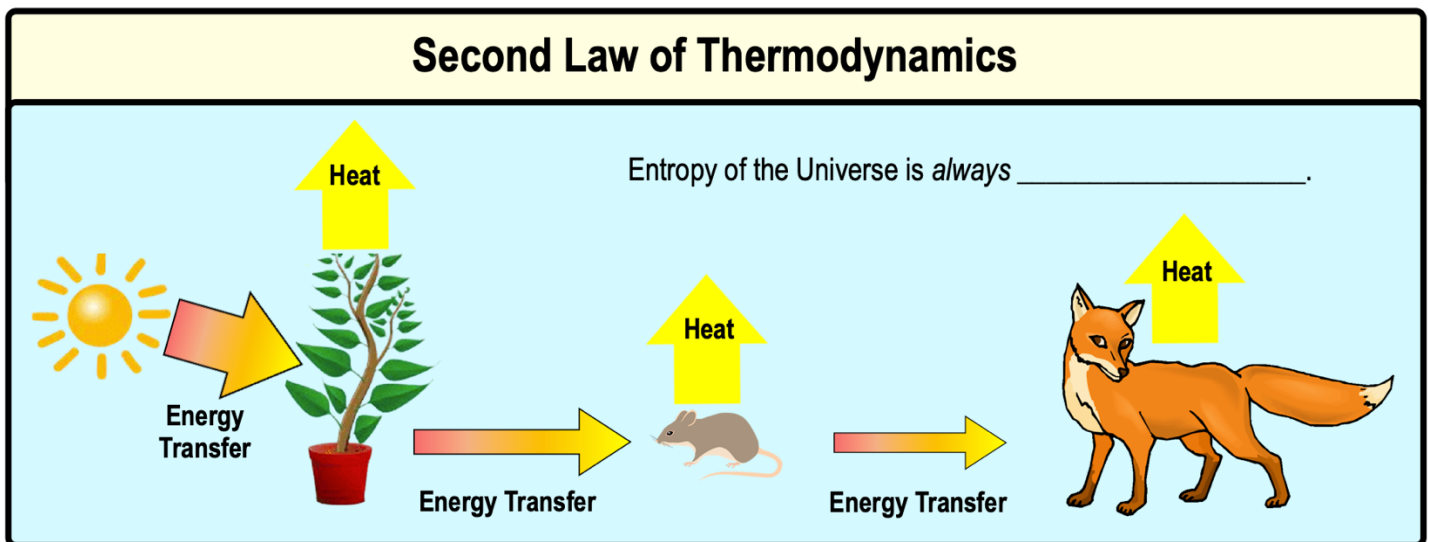 Second Law of Thermodynamics
Heat
Entropy of the Universe is always ____________________.
Heat
Heat
Energy
Transfer
Energy Transfer
Energy Transfer